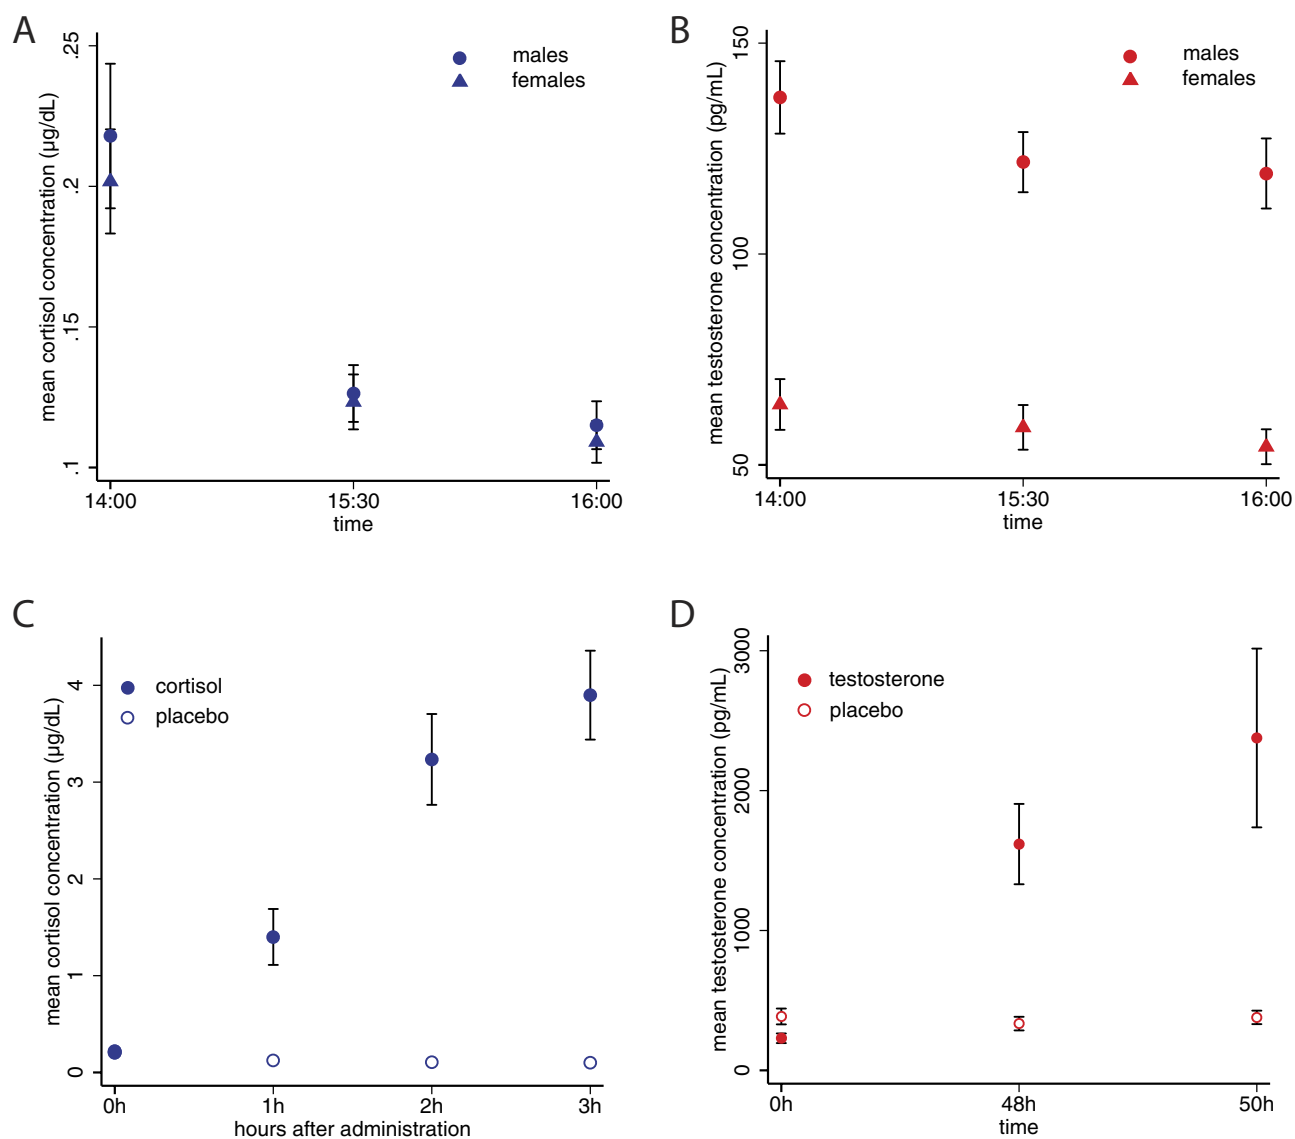 A
mean cortisol concentration (µg/dL)
.25
.2
.15
.1
males
females
14:00
15:30
16:00
time
B
mean testosterone concentration (pg/mL)
150
100
50
males
females
14:00
15:30
16:00
time
C
mean cortisol concentration (µg/dL)
4
3
2
1
0
cortisol
placebo
0h
1h
2h
3h
hours after administration
D
mean testosterone concentration (pg/mL)
3000
2000
1000
0
testosterone
placebo
0h
48h
50h
time